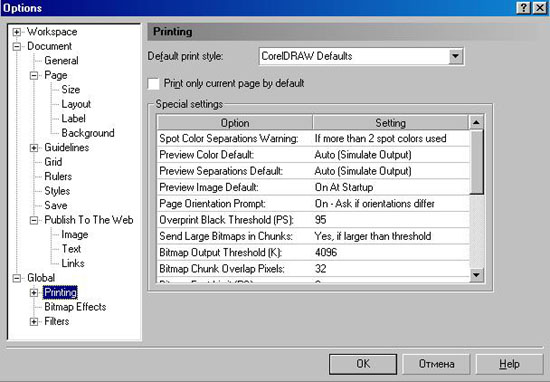 Options
Workspace
Document
General
Page
Size
Layout
Label
Background
Guidelines
Grid
Rulers
Styles
Save
Publish To The Web
Image
Text
Links
Global
Printing
Bitmap Effects
Filters
Printing
Default print style: CorelDRAW Defaults
Print only current page by default
Special settings
Option Setting
Spot Color Separations Warning: If more than 2 spot colors used
Preview Color Default: Auto (Simulate Output)
Preview Separations Default: Auto (Simulate Output)
Preview Image Default: On At Startup
Page Orientation Prompt: On - Ask if orientations differ
Overprint Black Threshold (PS): 95
Send Large Bitmaps in Chunks: Yes, if larger than threshold
Bitmap Output Threshold (K): 4096
Bitmap Chunk Overlap Pixels: 32
OK Отмена Help